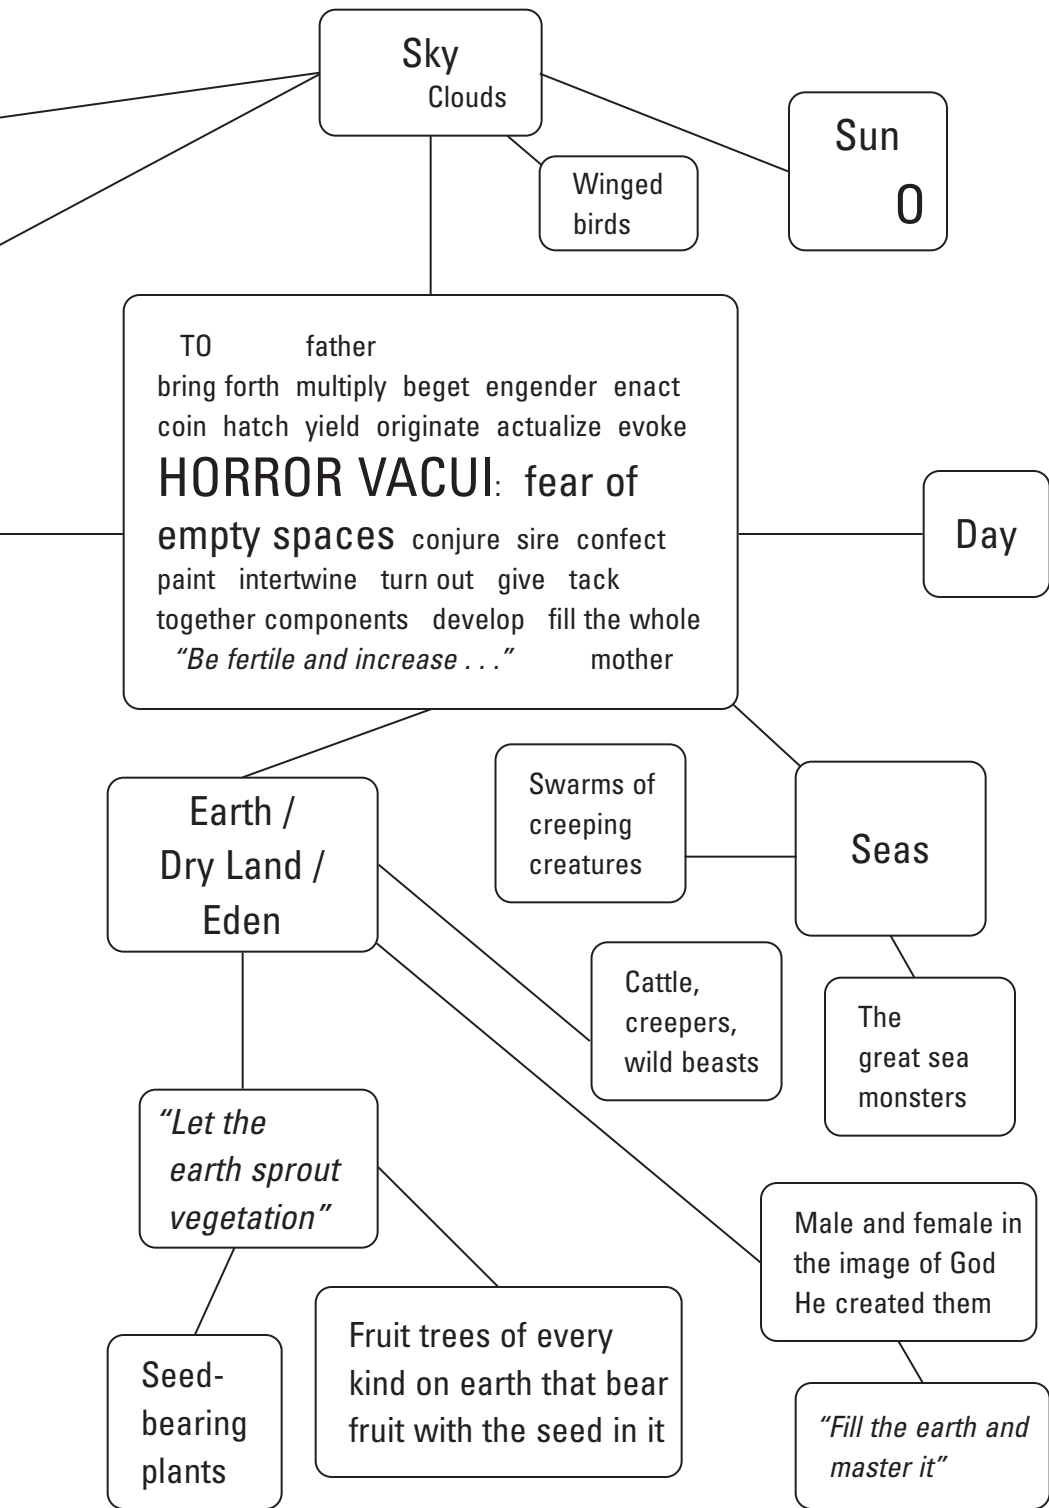 Sky
Clouds
Sun
O
Winged
birds
TO father
bring forth multiply beget engender enact
coin hatch yield originate actualize evoke
HORROR VACUI: fear of
empty spaces conjure sire confect
paint intertwine turn out give tack
together components develop fill the whole
“Be fertile and increase . . .” mother
Day
Earth /
Dry Land /
Eden
Swarms of
creeping
creatures
Seas
Cattle,
creepers,
wild beasts
The
great sea
monsters
“Let the
earth sprout
vegetation”
Male and female in
the image of God
He created them
Seed-
bearing
plants
Fruit trees of every
kind on earth that bear
fruit with the seed in it
“Fill the earth and
master it”